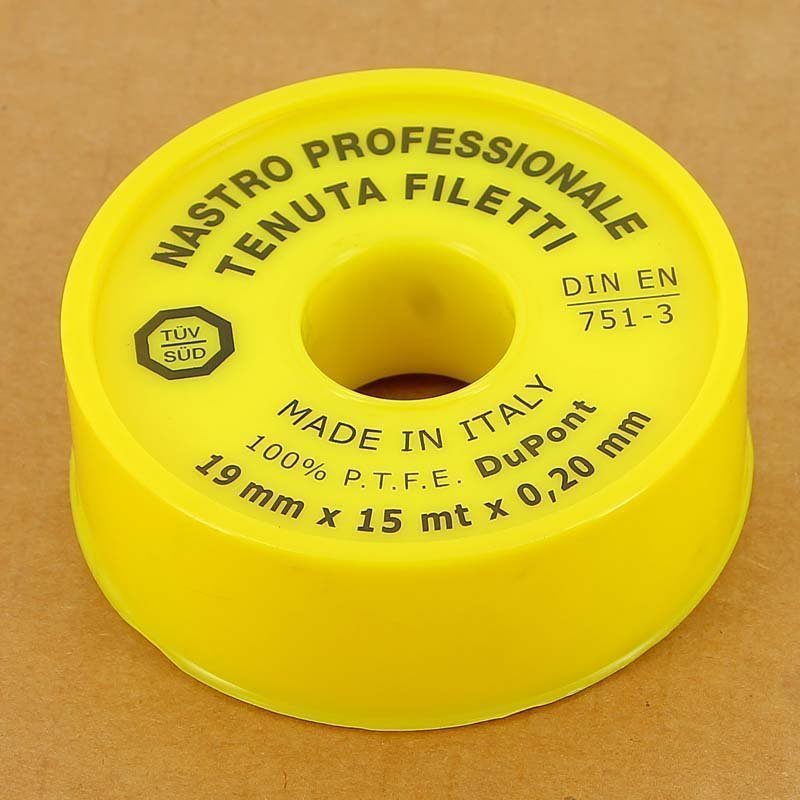 NASTRO PROFESSIONALE
TENUTA FILETTI
DIN EN
751-3
TÜV
SÜD
MADE IN ITALY
100% P.T.F.E. DuPont
19 mm x 15 mt x 0,20 mm